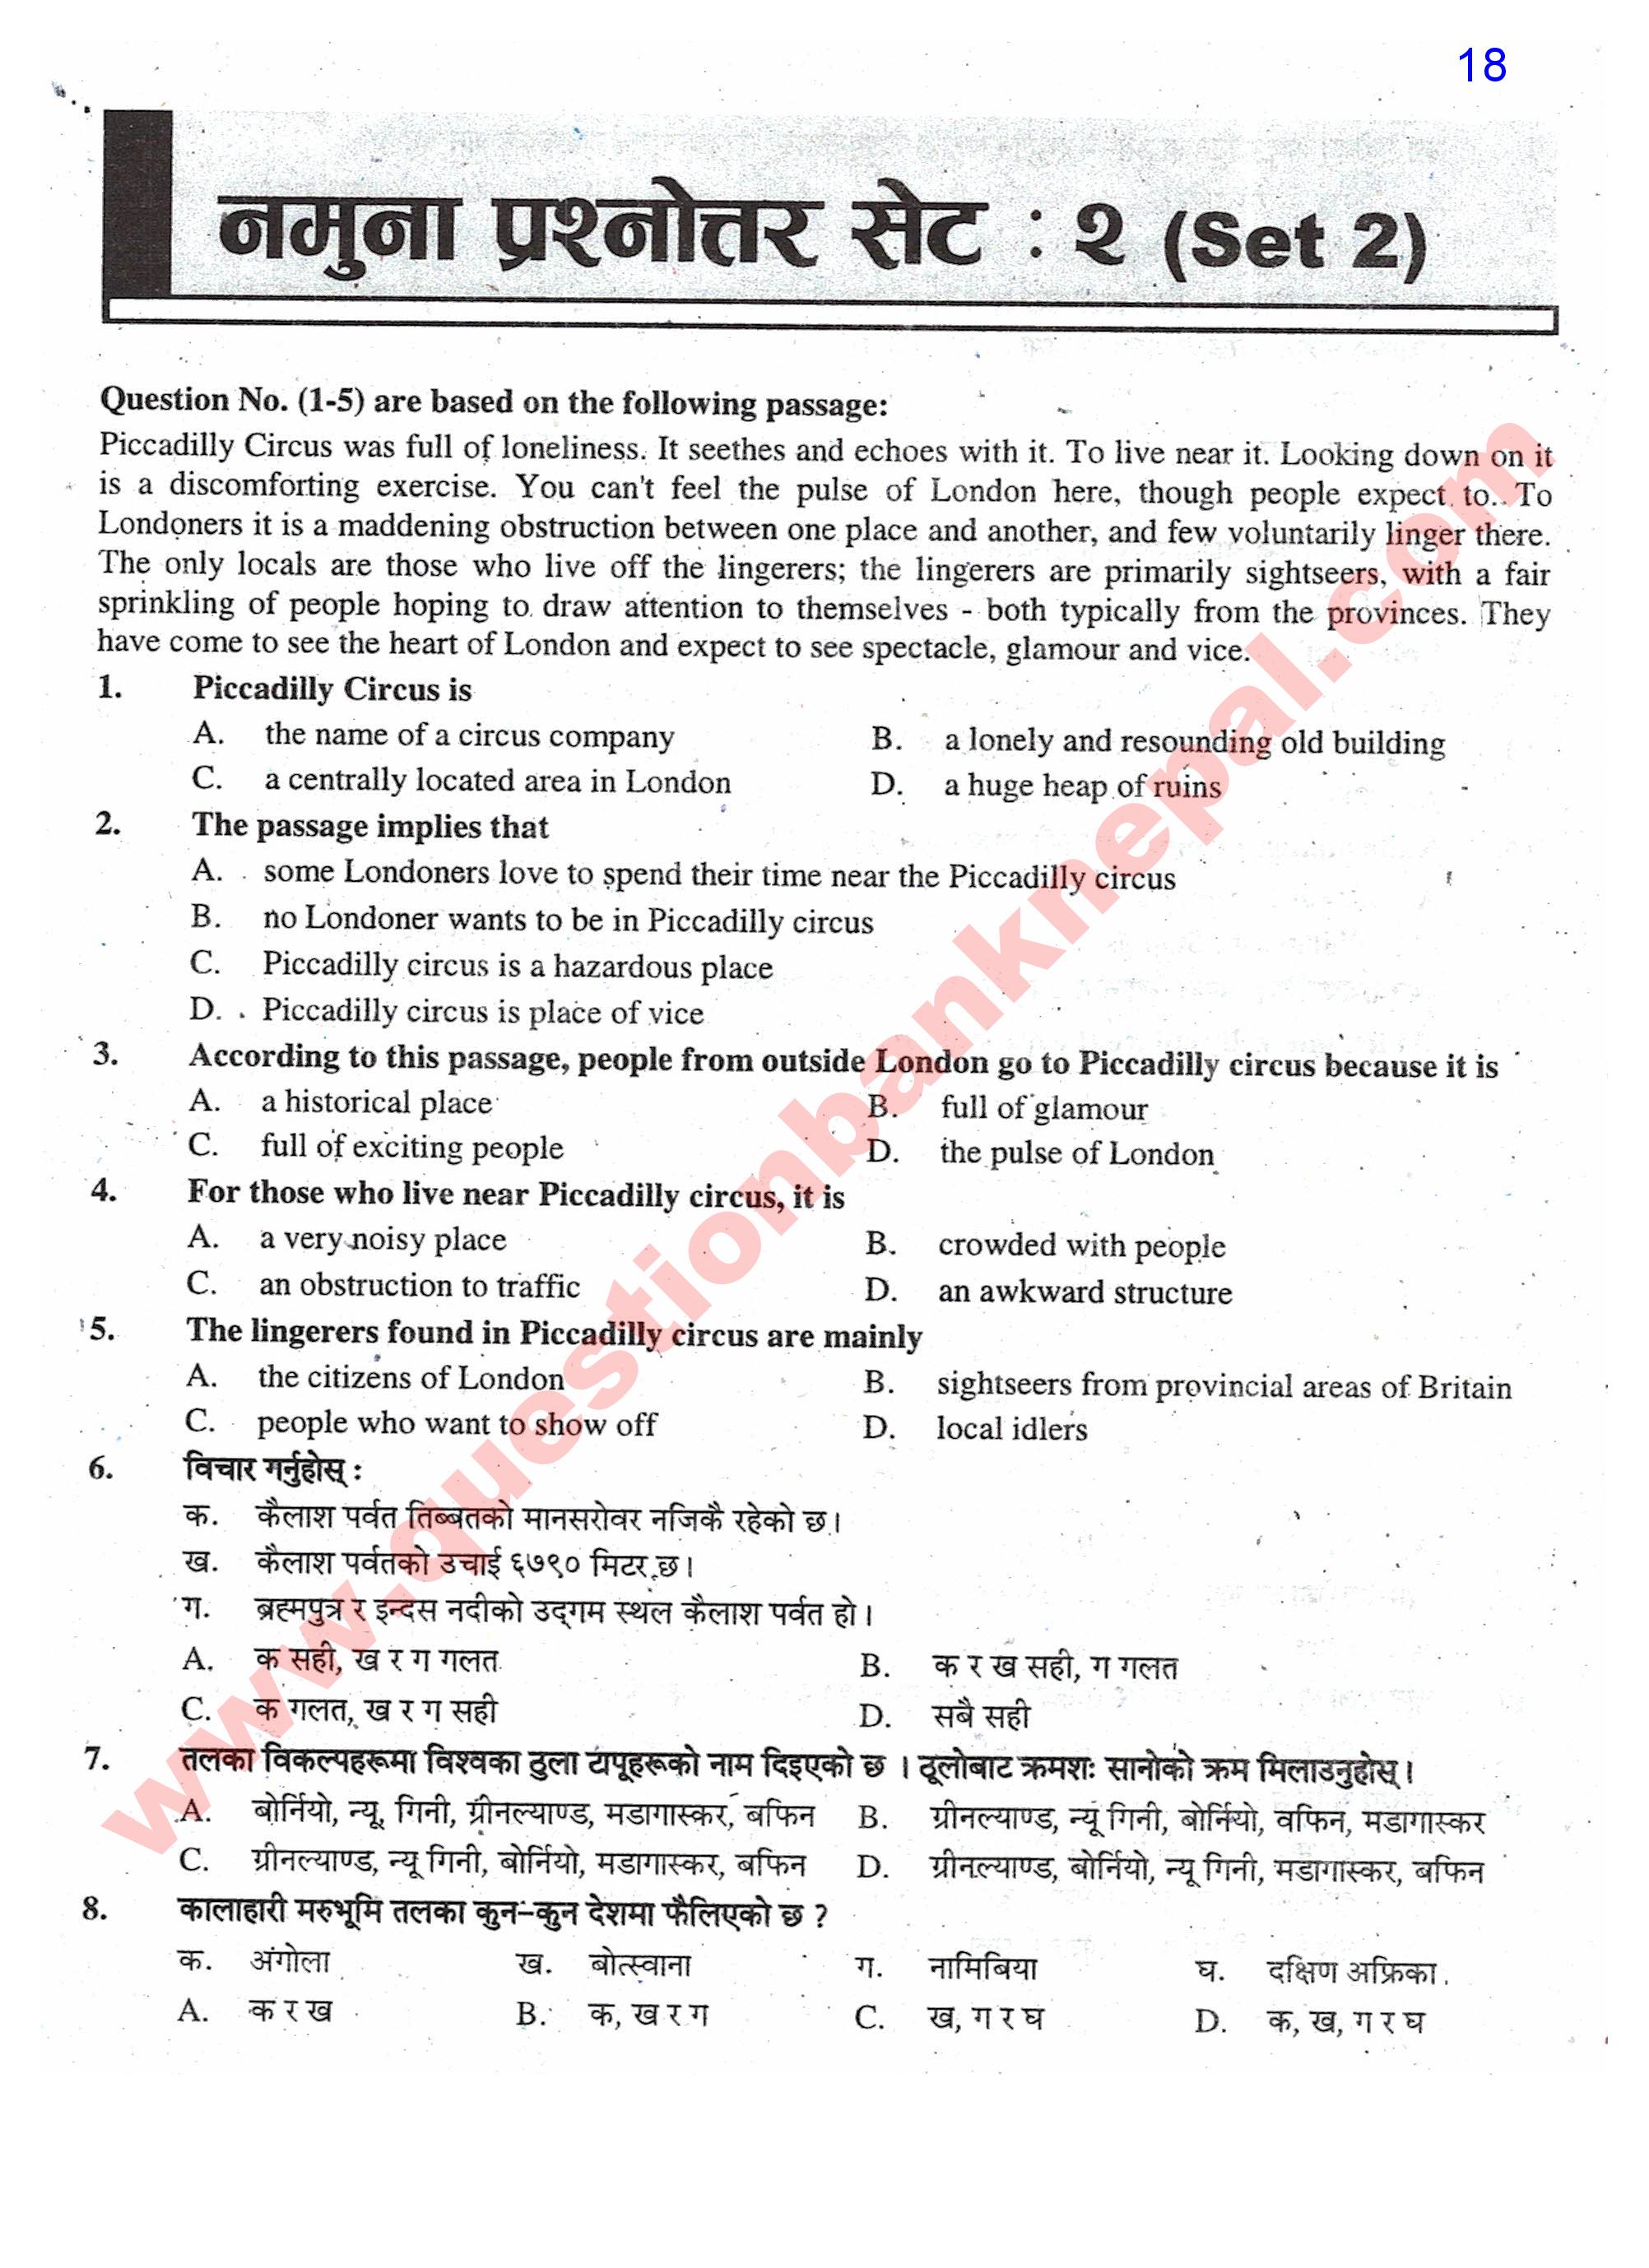 18
नमुना प्रश्नोत्तर सेट : २ (Set 2)
Question No. (1-5) are based on the following passage:
Piccadilly Circus was full of loneliness. It seethes and echoes with it. To live near it. Looking down on it
is a discomforting exercise. You can't feel the pulse of London here, though people expect to. To
Londoners it is a maddening obstruction between one place and another, and few voluntarily linger there.
The only locals are those who live off the lingerers; the lingerers are primarily sightseers, with a fair
sprinkling of people hoping to draw attention to themselves - both typically from the provinces. They
have come to see the heart of London and expect to see spectacle, glamour and vice.
1. Piccadilly Circus is
A. the name of a circus company B. a lonely and resounding old building
C. a centrally located area in London D. a huge heap of ruins
2. The passage implies that
A. some Londoners love to spend their time near the Piccadilly circus
B. no Londoner wants to be in Piccadilly circus
C. Piccadilly circus is a hazardous place
D. Piccadilly circus is place of vice
3. According to this passage, people from outside London go to Piccadilly circus because it is
A. a historical place B. full of glamour
C. full of exciting people D. the pulse of London
4. For those who live near Piccadilly circus, it is
A. a very noisy place B. crowded with people
C. an obstruction to traffic D. an awkward structure
5. The lingerers found in Piccadilly circus are mainly
A. the citizens of London B. sightseers from provincial areas of Britain
C. people who want to show off D. local idlers
6. विचार गर्नुहोस् :
क. कैलाश पर्वत तिब्बतको मानसरोवर नजिकै रहेको छ।
ख. कैलाश पर्वतको उचाई ६७९० मिटर छ।
ग. ब्रह्मपुत्र र इन्दस नदीको उद्गम स्थल कैलाश पर्वत हो।
A. क सही, ख र ग गलत B. क र ख सही, ग गलत
C. क गलत, ख र ग सही D. सबै सही
7. तलका विकल्पहरूमा विश्वका ठुला टापूहरूको नाम दिइएको छ । ठूलोबाट क्रमशः सानोको क्रम मिलाउनुहोस्।
A. बोर्नियो, न्यू, गिनी, ग्रीनल्याण्ड, मडागास्कर, बफिन B. ग्रीनल्याण्ड, न्यू गिनी, बोर्नियो, वफिन, मडागास्कर
C. ग्रीनल्याण्ड, न्यू गिनी, बोर्नियो, मडागास्कर, बफिन D. ग्रीनल्याण्ड, बोर्नियो, न्यू गिनी, मडागास्कर, बफिन
8. कालाहारी मरुभूमि तलका कुन-कुन देशमा फैलिएको छ ?
क. अंगोला ख. बोत्स्वाना ग. नामिबिया घ. दक्षिण अफ्रिका
A. क र ख B. क, ख र ग C. ख, ग र घ D. क, ख, ग र घ
www.questionbanknepal.com